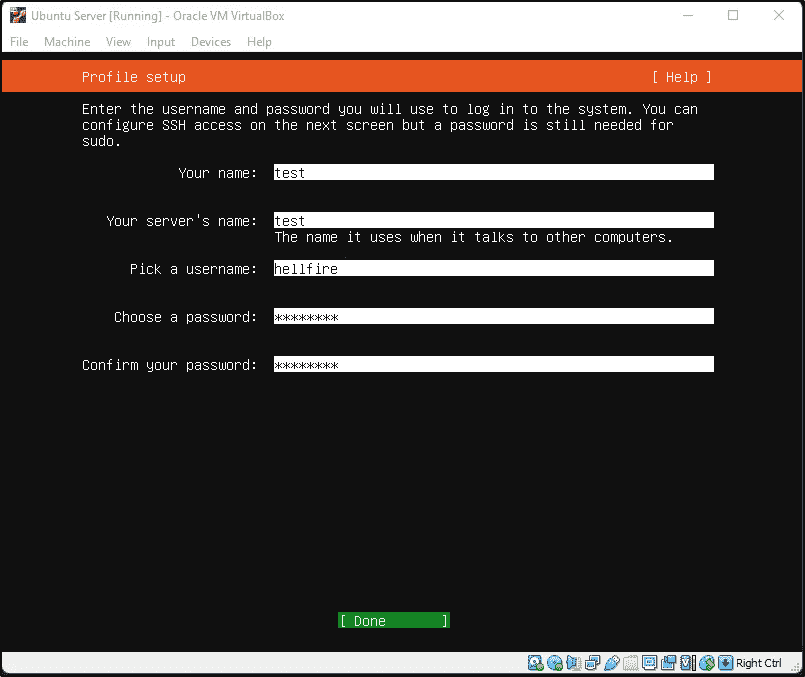 Ubuntu Server [Running] - Oracle VM VirtualBox
File Machine View Input Devices Help
Profile setup [ Help ]
Enter the username and password you will use to log in to the system. You can
configure SSH access on the next screen but a password is still needed for
sudo.
Your name: test
Your server's name: test
The name it uses when it talks to other computers.
Pick a username: hellfire
Choose a password: ********
Confirm your password: ********
[ Done ]
Right Ctrl